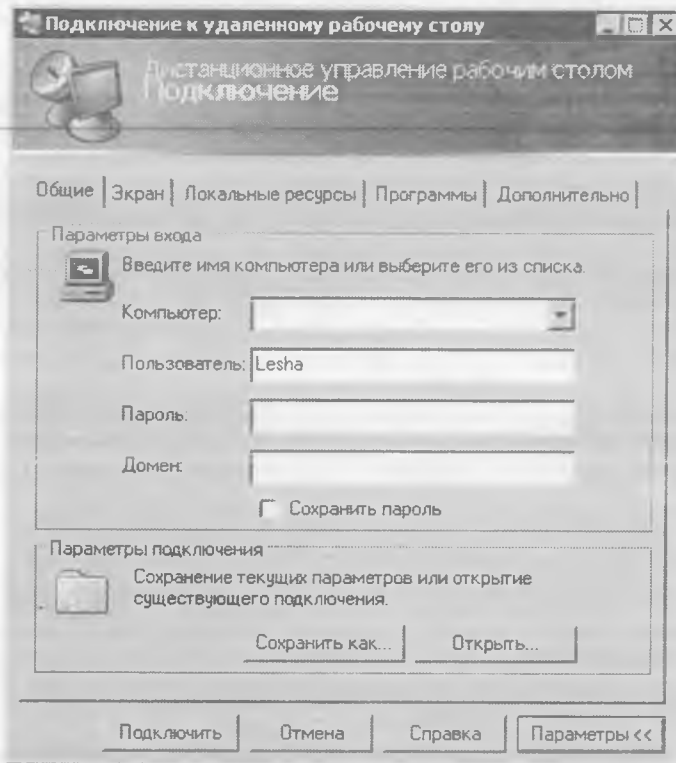 Подключение к удаленному рабочему столу
Дистанционное управление рабочим столом
Подключение
Общие Экран Локальные ресурсы Программы Дополнительно
Параметры входа
Введите имя компьютера или выберите его из списка.
Компьютер:
Пользователь: Lesha
Пароль:
Домен:
Сохранить пароль
Параметры подключения
Сохранение текущих параметров или открытие
существующего подключения.
Сохранить как... Открыть...
Подключить Отмена Справка Параметры <<